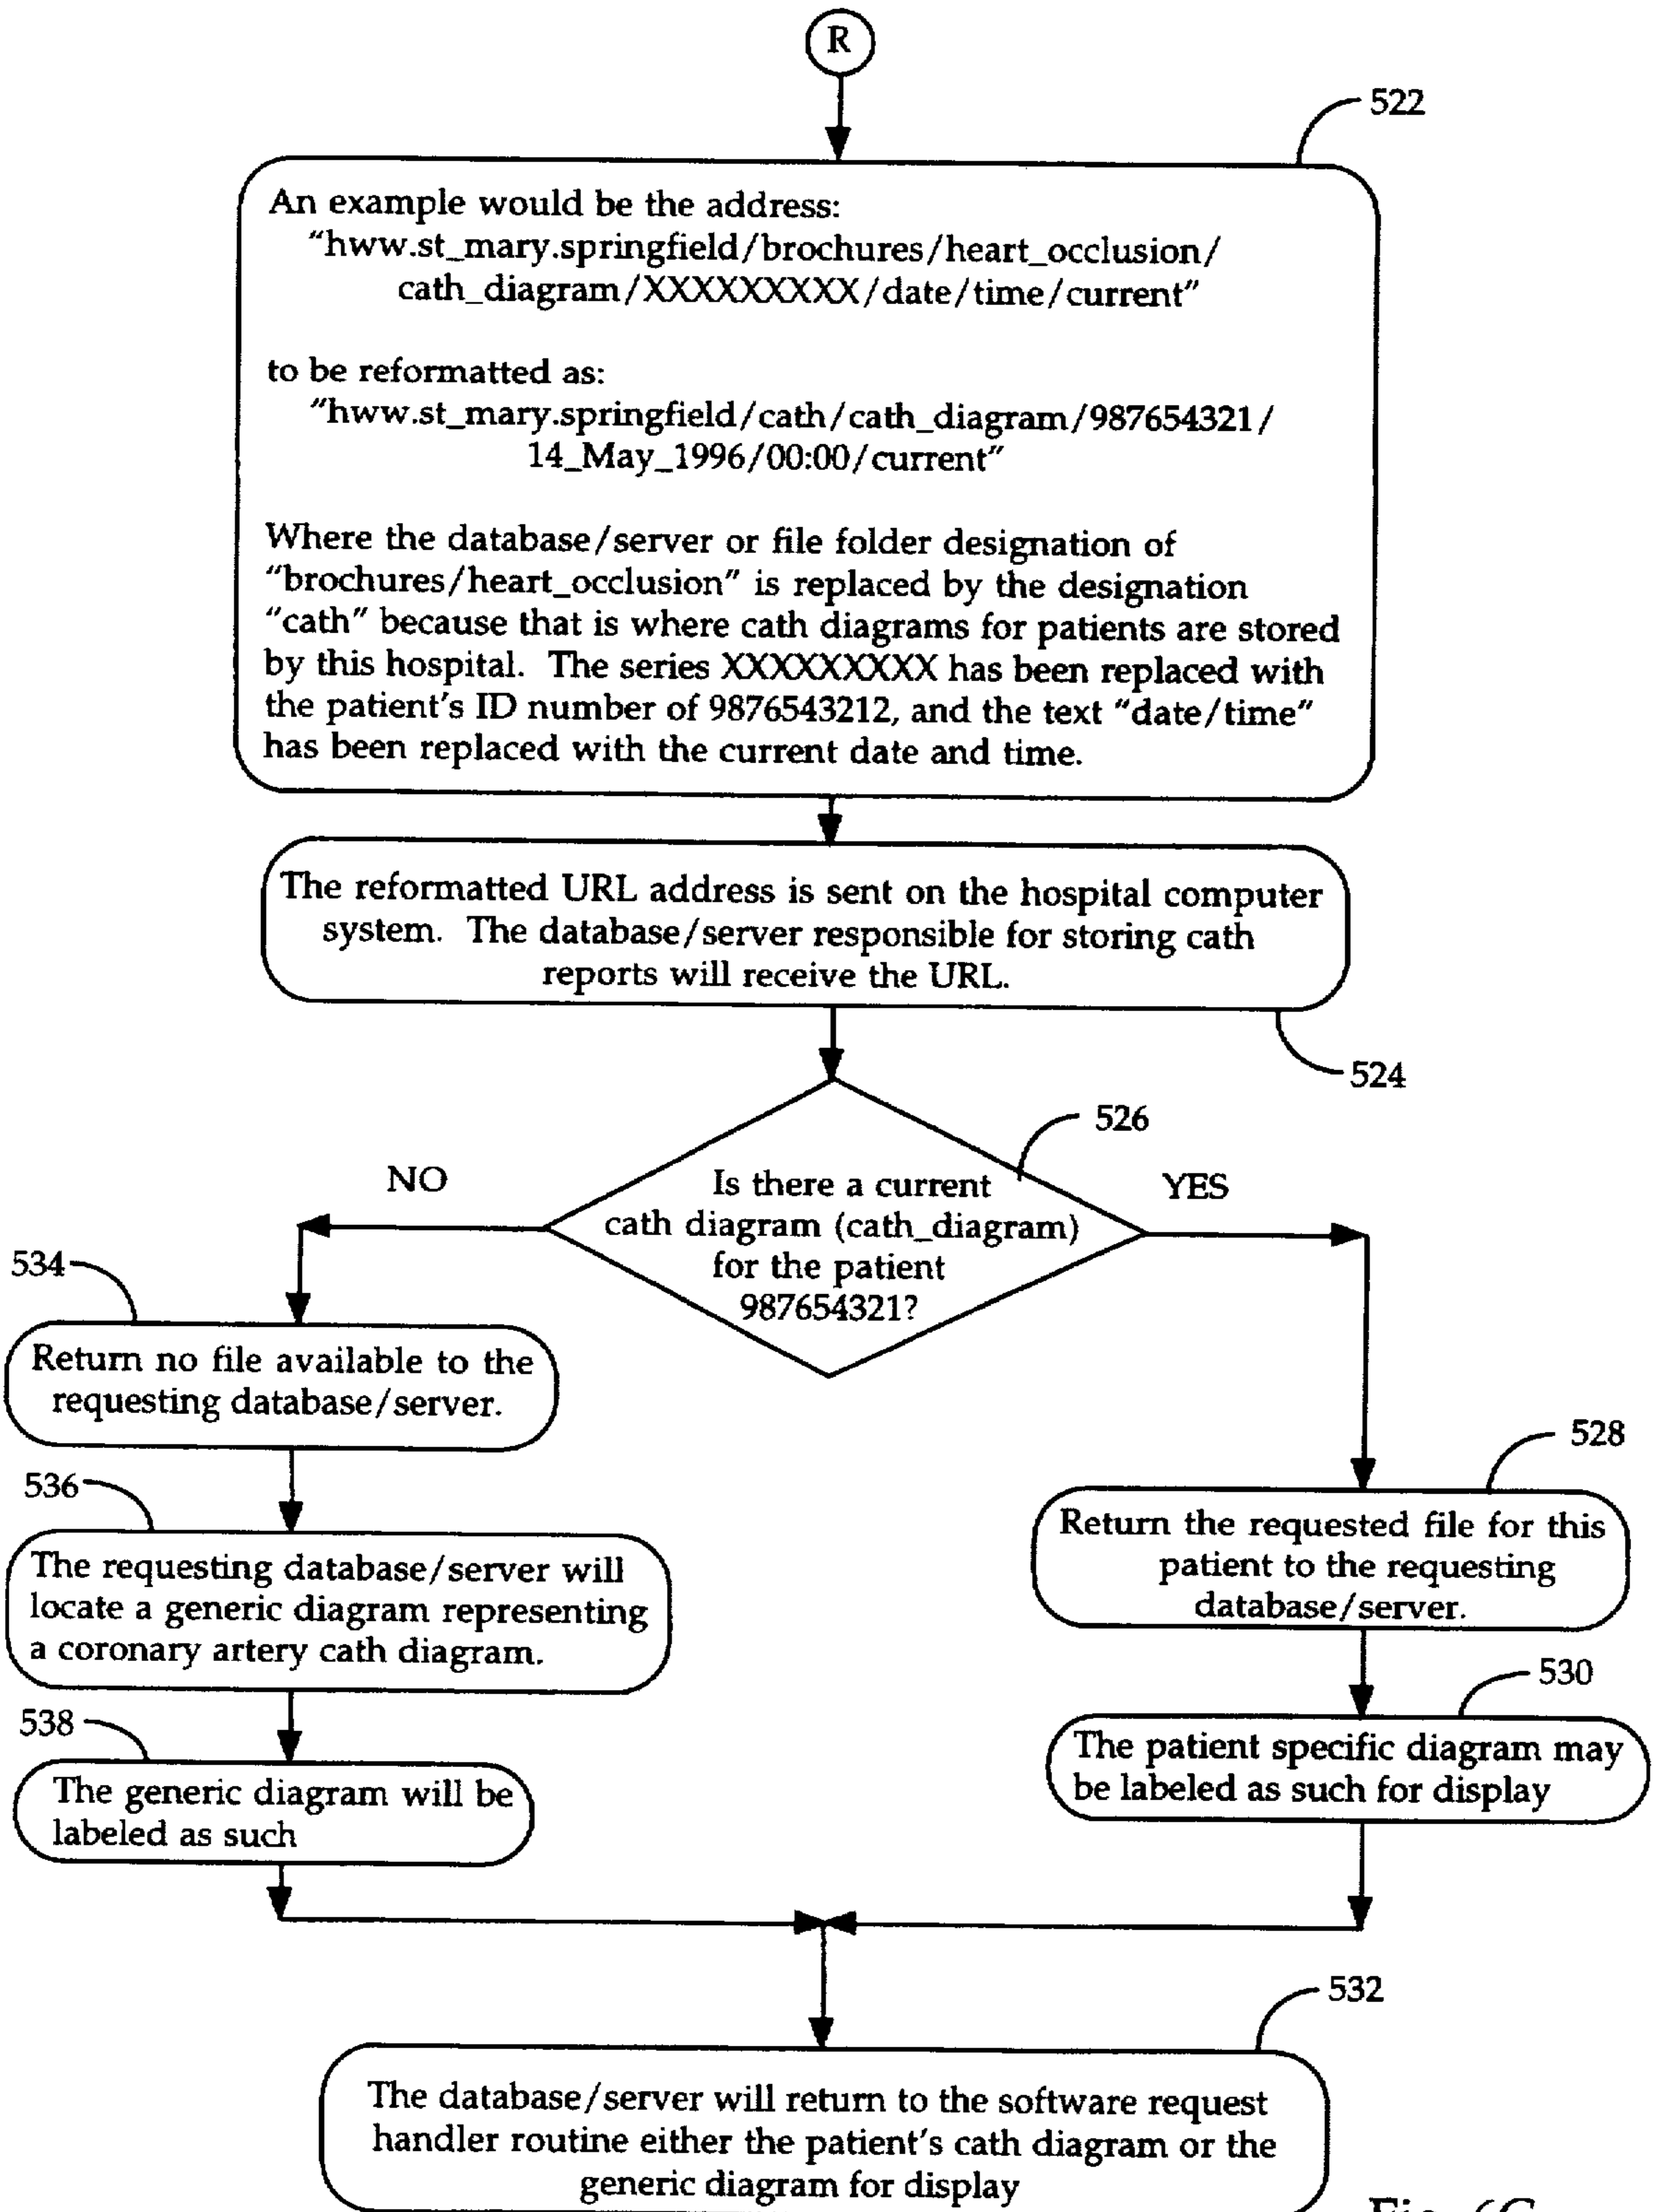 R
522
An example would be the address:
"hww.st_mary.springfield/brochures/heart_occlusion/
cath_diagram/XXXXXXXXX/date/time/current"
to be reformatted as:
"hww.st_mary.springfield/cath/cath_diagram/987654321/
14_May_1996/00:00/current"
Where the database/server or file folder designation of
"brochures/heart_occlusion" is replaced by the designation
"cath" because that is where cath diagrams for patients are stored
by this hospital. The series XXXXXXXXX has been replaced with
the patient's ID number of 9876543212, and the text "date/time"
has been replaced with the current date and time.
The reformatted URL address is sent on the hospital computer
system. The database/server responsible for storing cath
reports will receive the URL.
524
526
NO
YES
Is there a current
cath diagram (cath_diagram)
for the patient
987654321?
534
Return no file available to the
requesting database/server.
528
Return the requested file for this
patient to the requesting
database/server.
536
The requesting database/server will
locate a generic diagram representing
a coronary artery cath diagram.
530
The patient specific diagram may
be labeled as such for display
538
The generic diagram will be
labeled as such
532
The database/server will return to the software request
handler routine either the patient's cath diagram or the
generic diagram for display
Fig.